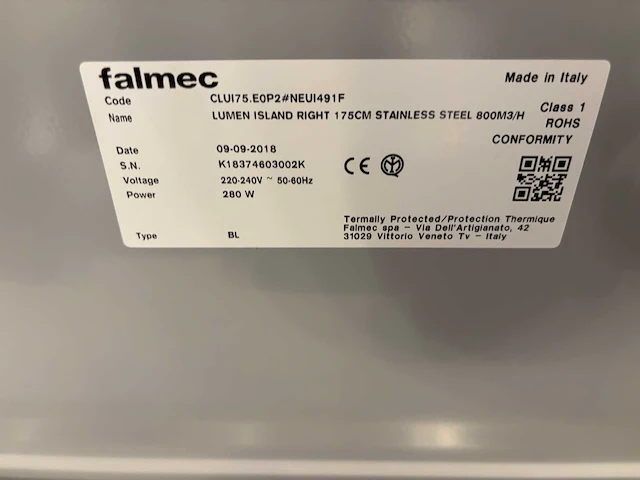 falmec
Made in Italy
Code CLUI75.E0P2#NEUI491F
Name LUMEN ISLAND RIGHT 175CM STAINLESS STEEL 800M3/H
Class 1
ROHS
CONFORMITY
Date 09-09-2018
S.N. K18374603002K
Voltage 220-240V ~ 50-60Hz
Power 280 W
CE
Type BL
Termally Protected/Protection Thermique
Falmec spa - Via Dell'Artigianato, 42
31029 Vittorio Veneto Tv - Italy